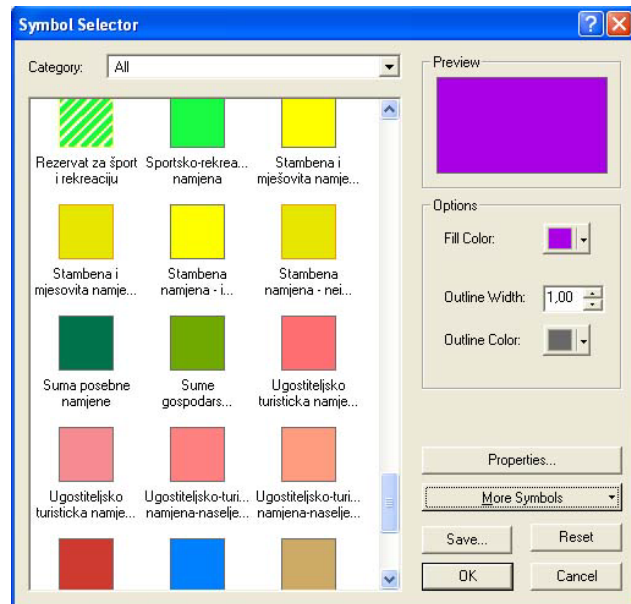 Symbol Selector
Category: All
Rezervat za šport i rekreaciju
Sportsko-rekrea... namjena
Stambena i mješovita namje...
Stambena i mjesovita namje...
Stambena namjena - i...
Stambena namjena - nei...
Suma posebne namjene
Sume gospodars...
Ugostiteljsko turisticka namje...
Ugostiteljsko turisticka namje...
Ugostiteljsko-turi... namjena-naselje...
Ugostiteljsko-turi... namjena-naselje...
Preview
Options
Fill Color:
Outline Width: 1,00
Outline Color:
Properties...
More Symbols
Save...
Reset
OK
Cancel